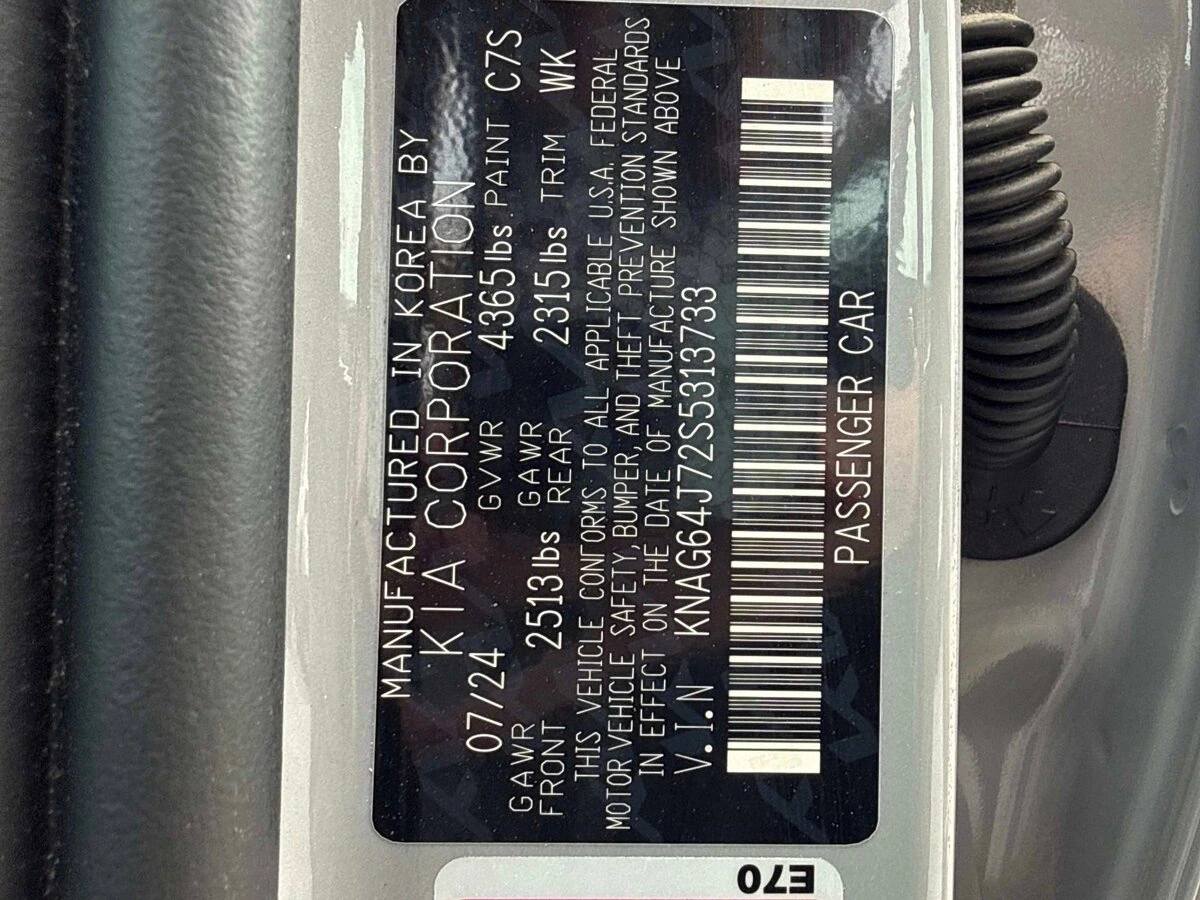 MANUFACTURED IN KOREA BY
KIA CORPORATION
07/24 GVWR 4365lbs PAINT C7S
GAWR FRONT 2513lbs GAWR REAR 2315lbs TRIM WK
THIS VEHICLE CONFORMS TO ALL APPLICABLE U.S.A. FEDERAL
MOTOR VEHICLE SAFETY, BUMPER, AND THEFT PREVENTION STANDARDS
IN EFFECT ON THE DATE OF MANUFACTURE SHOWN ABOVE
V.I.N KNAG64J72S5313733
PASSENGER CAR
E70